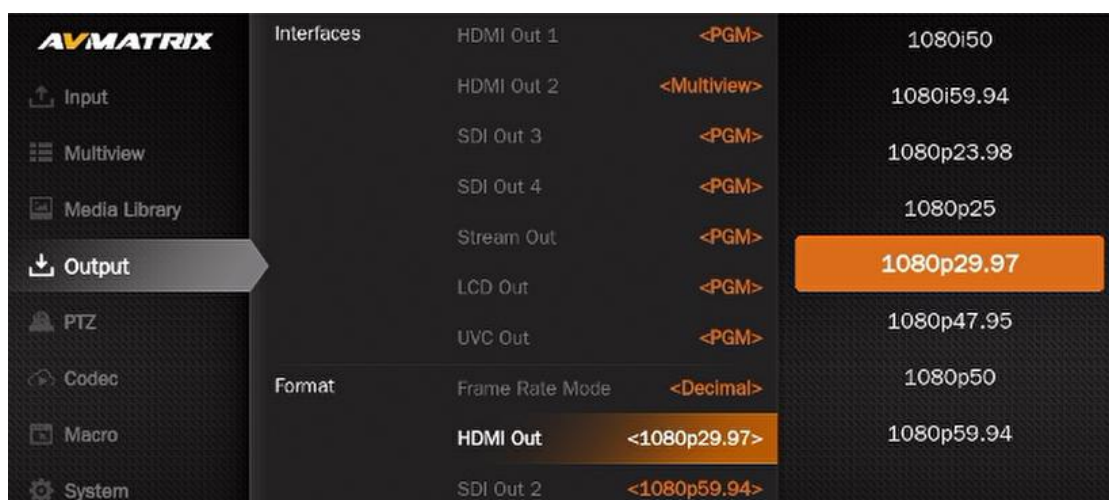 AVMATRIX
Input
Multiview
Media Library
Output
PTZ
Codec
Macro
System
Interfaces
HDMI Out 1 <PGM>
HDMI Out 2 <Multiview>
SDI Out 3 <PGM>
SDI Out 4 <PGM>
Stream Out <PGM>
LCD Out <PGM>
UVC Out <PGM>
Format
Frame Rate Mode <Decimal>
HDMI Out <1080p29.97>
SDI Out 2 <1080p59.94>
1080i50
1080i59.94
1080p23.98
1080p25
1080p29.97
1080p47.95
1080p50
1080p59.94